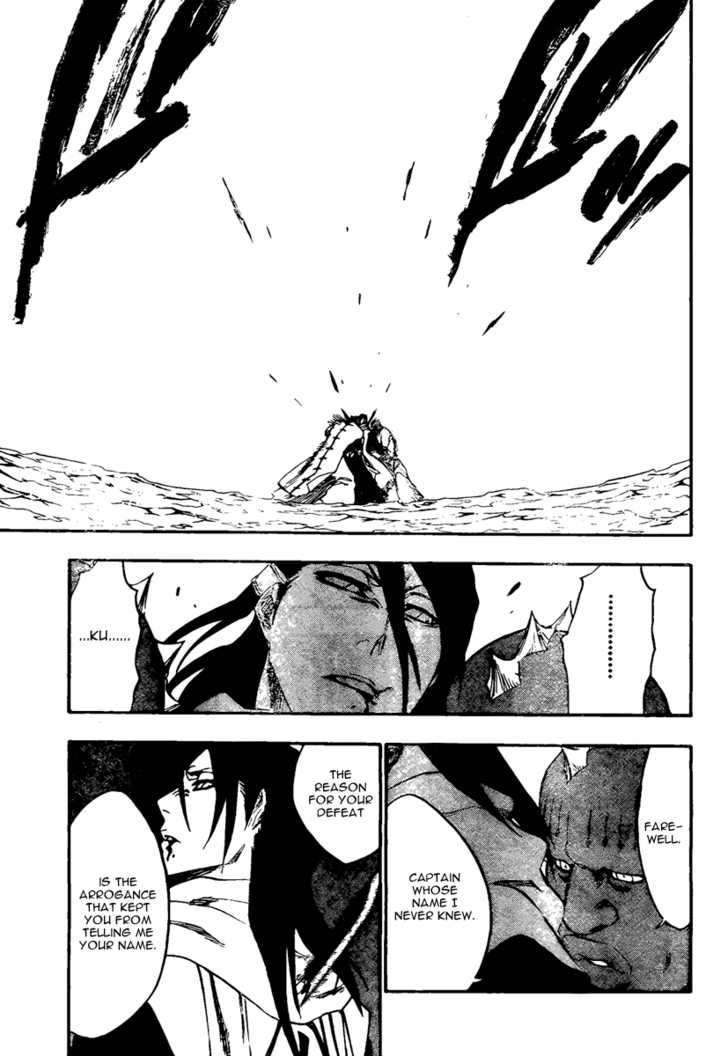 .........
...KU......
FARE-
WELL.
CAPTAIN
WHOSE
NAME I
NEVER KNEW.
THE
REASON
FOR YOUR
DEFEAT
IS THE
ARROGANCE
THAT KEPT
YOU FROM
TELLING ME
YOUR NAME.